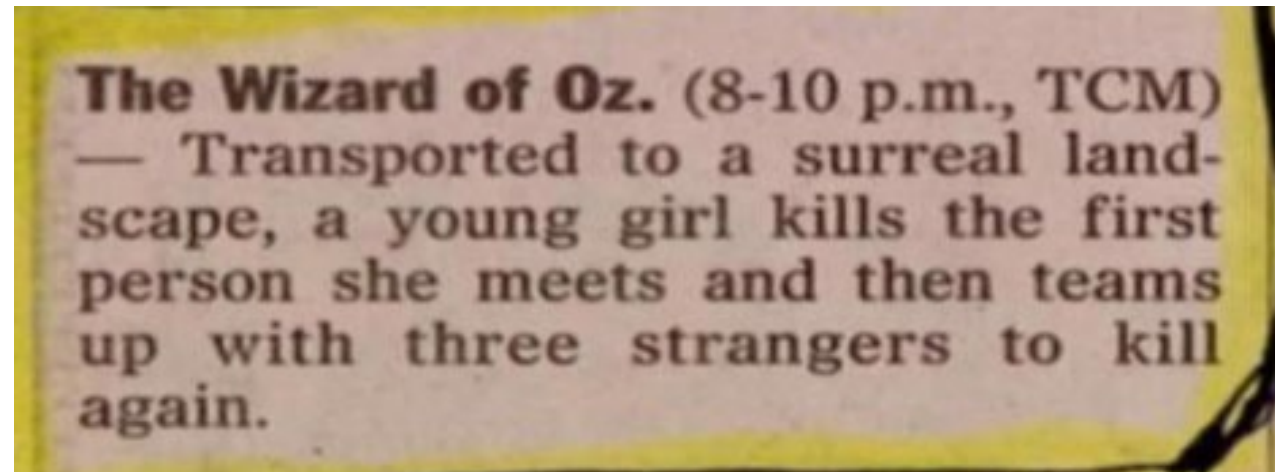 The Wizard of Oz. (8-10 p.m., TCM)
— Transported to a surreal land-
scape, a young girl kills the first
person she meets and then teams
up with three strangers to kill
again.